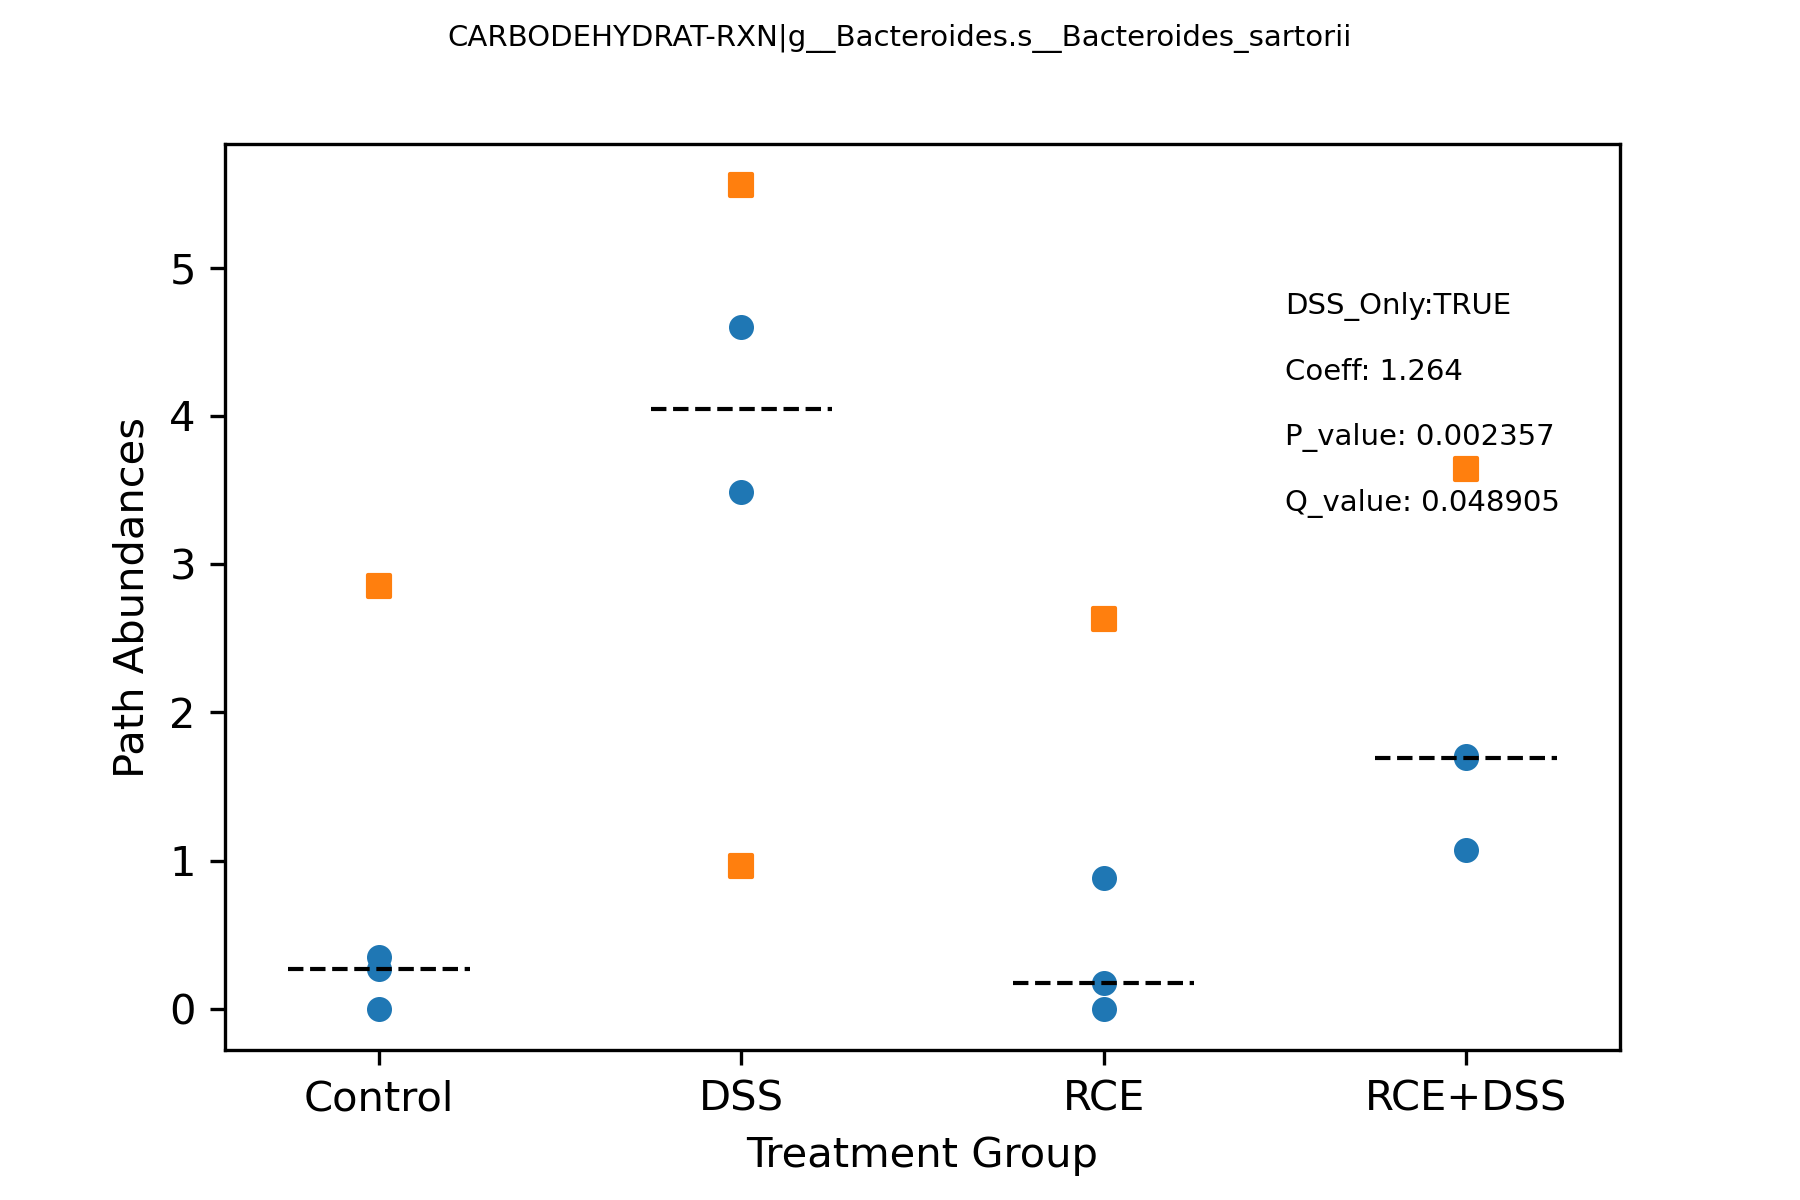 CARBODEHYDRAT-RXN|g__Bacteroides.s__Bacteroides_sartorii
5
4
3
2
1
0
Path Abundances
DSS_Only:TRUE
Coeff: 1.264
P_value: 0.002357
Q_value: 0.048905
Control DSS RCE RCE+DSS
Treatment Group